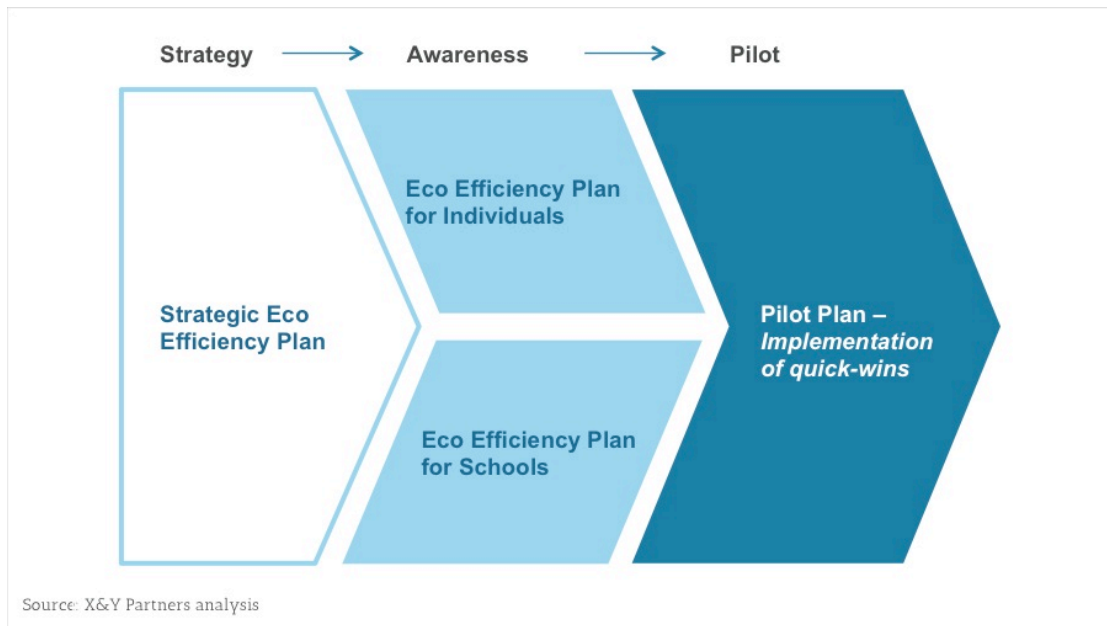 Strategy
Awareness
Pilot
Eco Efficiency Plan
for Individuals
Strategic Eco
Efficiency Plan
Pilot Plan –
Implementation
of quick-wins
Eco Efficiency Plan
for Schools
Source: X&Y Partners analysis